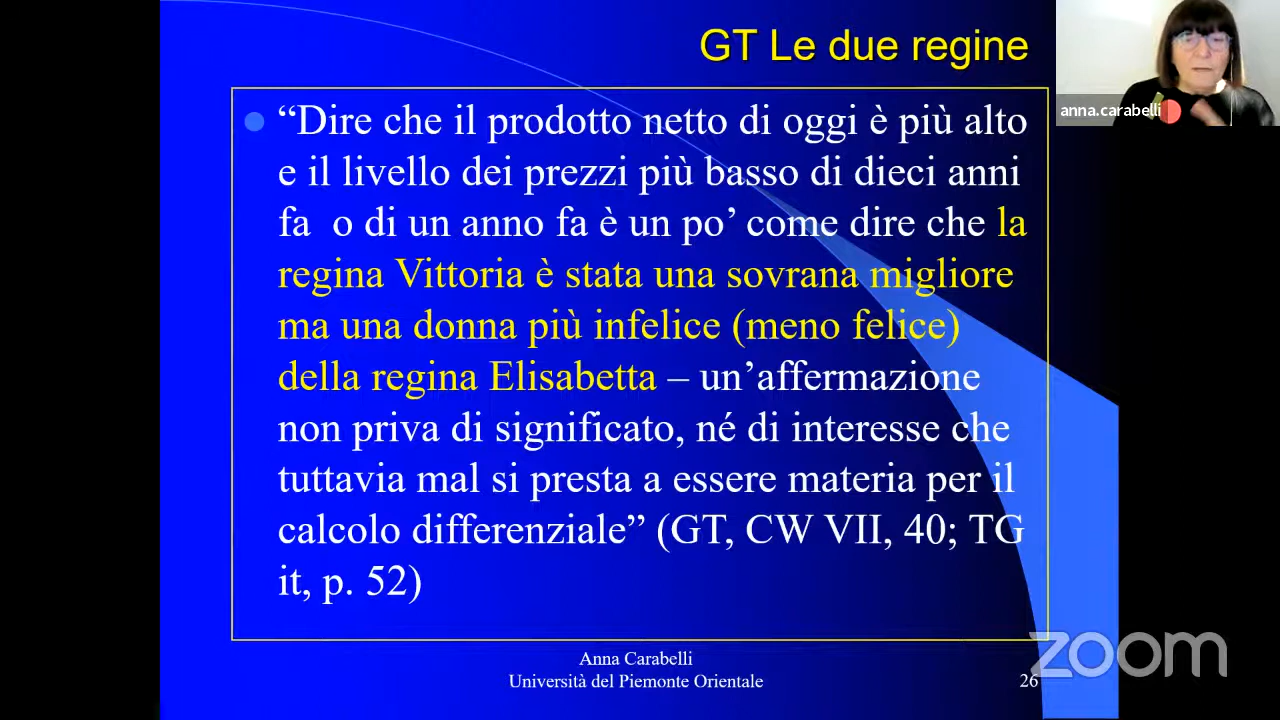 GT Le due regine
anna.carabelli
“Dire che il prodotto netto di oggi è più alto
e il livello dei prezzi più basso di dieci anni
fa o di un anno fa è un po’ come dire che la
regina Vittoria è stata una sovrana migliore
ma una donna più infelice (meno felice)
della regina Elisabetta – un’affermazione
non priva di significato, né di interesse che
tuttavia mal si presta a essere materia per il
calcolo differenziale” (GT, CW VII, 40; TG
it, p. 52)
Anna Carabelli
Università del Piemonte Orientale
26
zoom